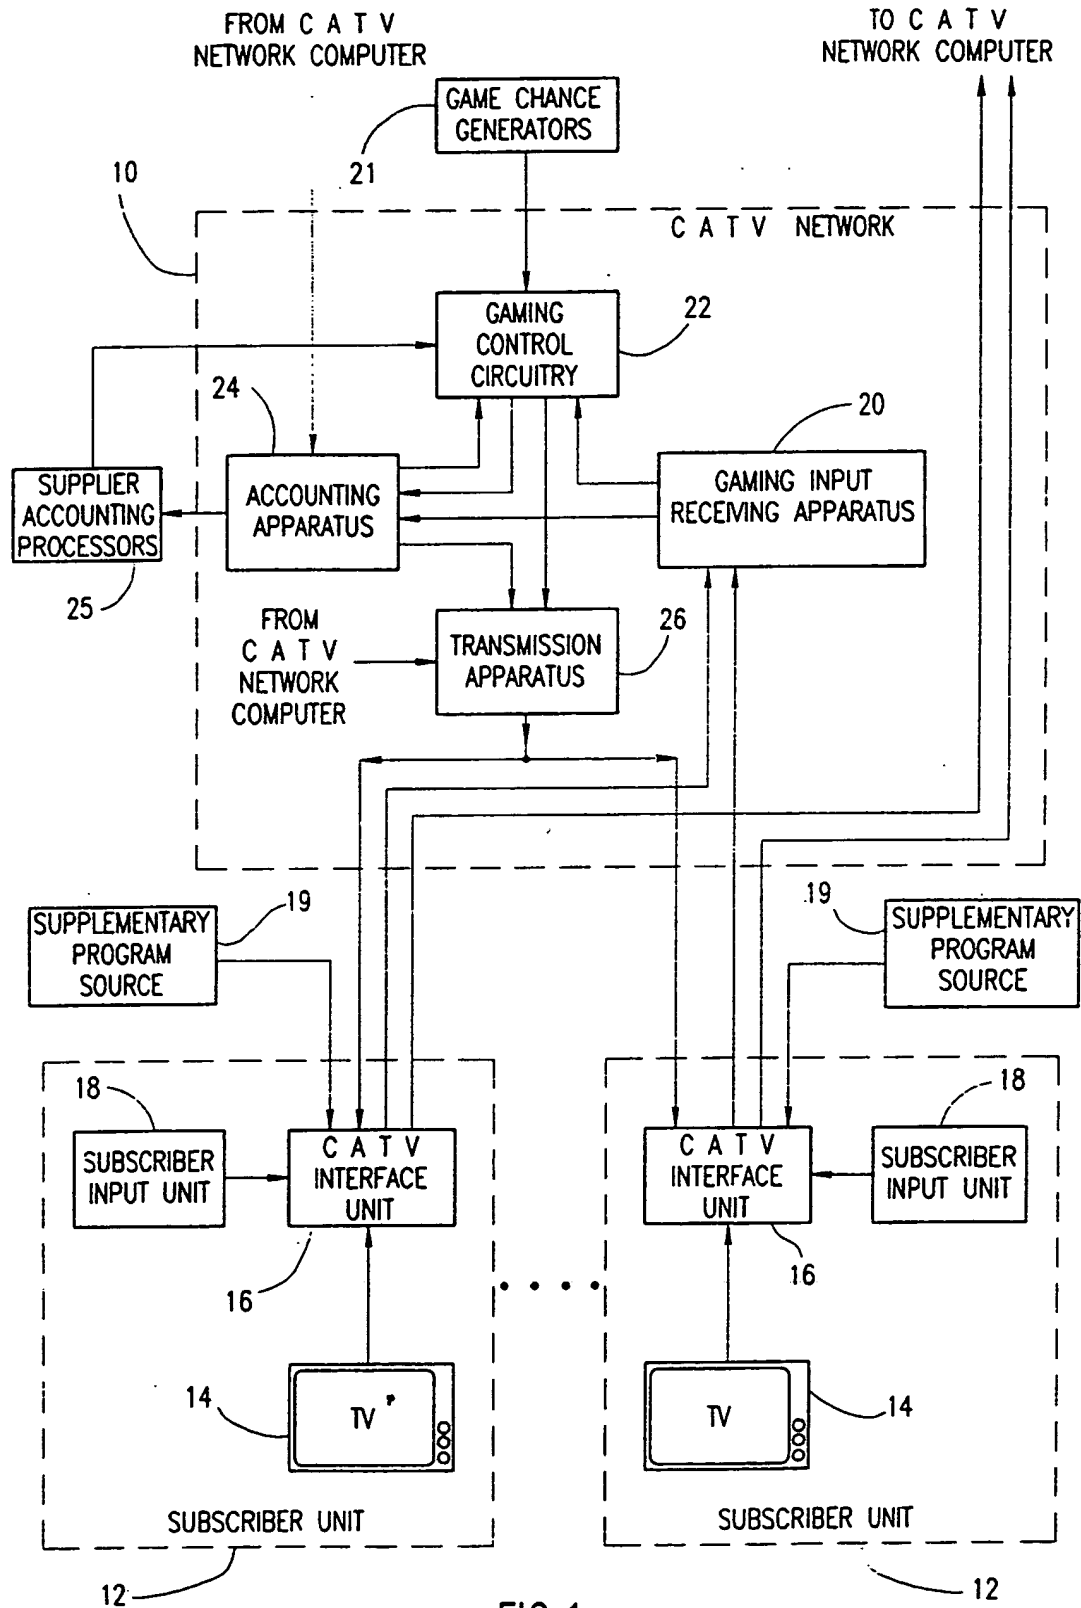 FROM C A T V
NETWORK COMPUTER
TO C A T V
NETWORK COMPUTER
GAME CHANCE
GENERATORS
21
10
C A T V NETWORK
GAMING
CONTROL
CIRCUITRY
22
24
20
SUPPLIER
ACCOUNTING
PROCESSORS
25
ACCOUNTING
APPARATUS
GAMING INPUT
RECEIVING APPARATUS
FROM
C A T V
NETWORK
COMPUTER
TRANSMISSION
APPARATUS
26
SUPPLEMENTARY
PROGRAM
SOURCE
19
19
SUPPLEMENTARY
PROGRAM
SOURCE
18
SUBSCRIBER
INPUT UNIT
C A T V
INTERFACE
UNIT
16
C A T V
INTERFACE
UNIT
16
18
SUBSCRIBER
INPUT UNIT
14
TV
TV
14
SUBSCRIBER UNIT
SUBSCRIBER UNIT
12
12